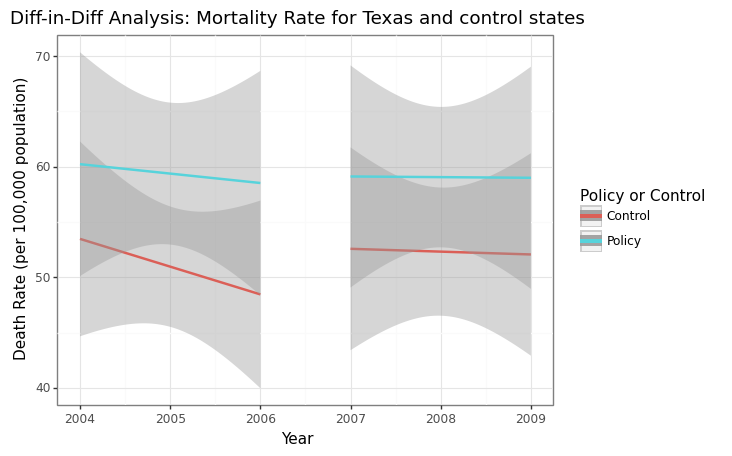 Diff-in-Diff Analysis: Mortality Rate for Texas and control states
Death Rate (per 100,000 population)
70
60
50
40
2004 2005 2006 2007 2008 2009
Year
Policy or Control
Control
Policy